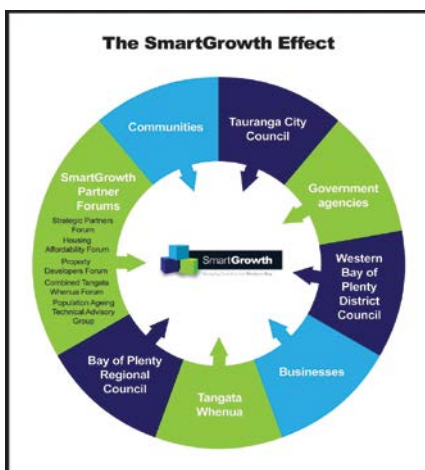 The SmartGrowth Effect
Communities
Tauranga City
Council
Government
agencies
Western
Bay of
Plenty
District
Council
Businesses
Tangata
Whenua
Bay of Plenty
Regional
Council
SmartGrowth
Partner
Forums
Strategic Partners
Forum
Housing
Affordability Forum
Property
Developers Forum
Combined Tangata
Whenua Forum
Population Ageing
Technical Advisory
Group
SmartGrowth